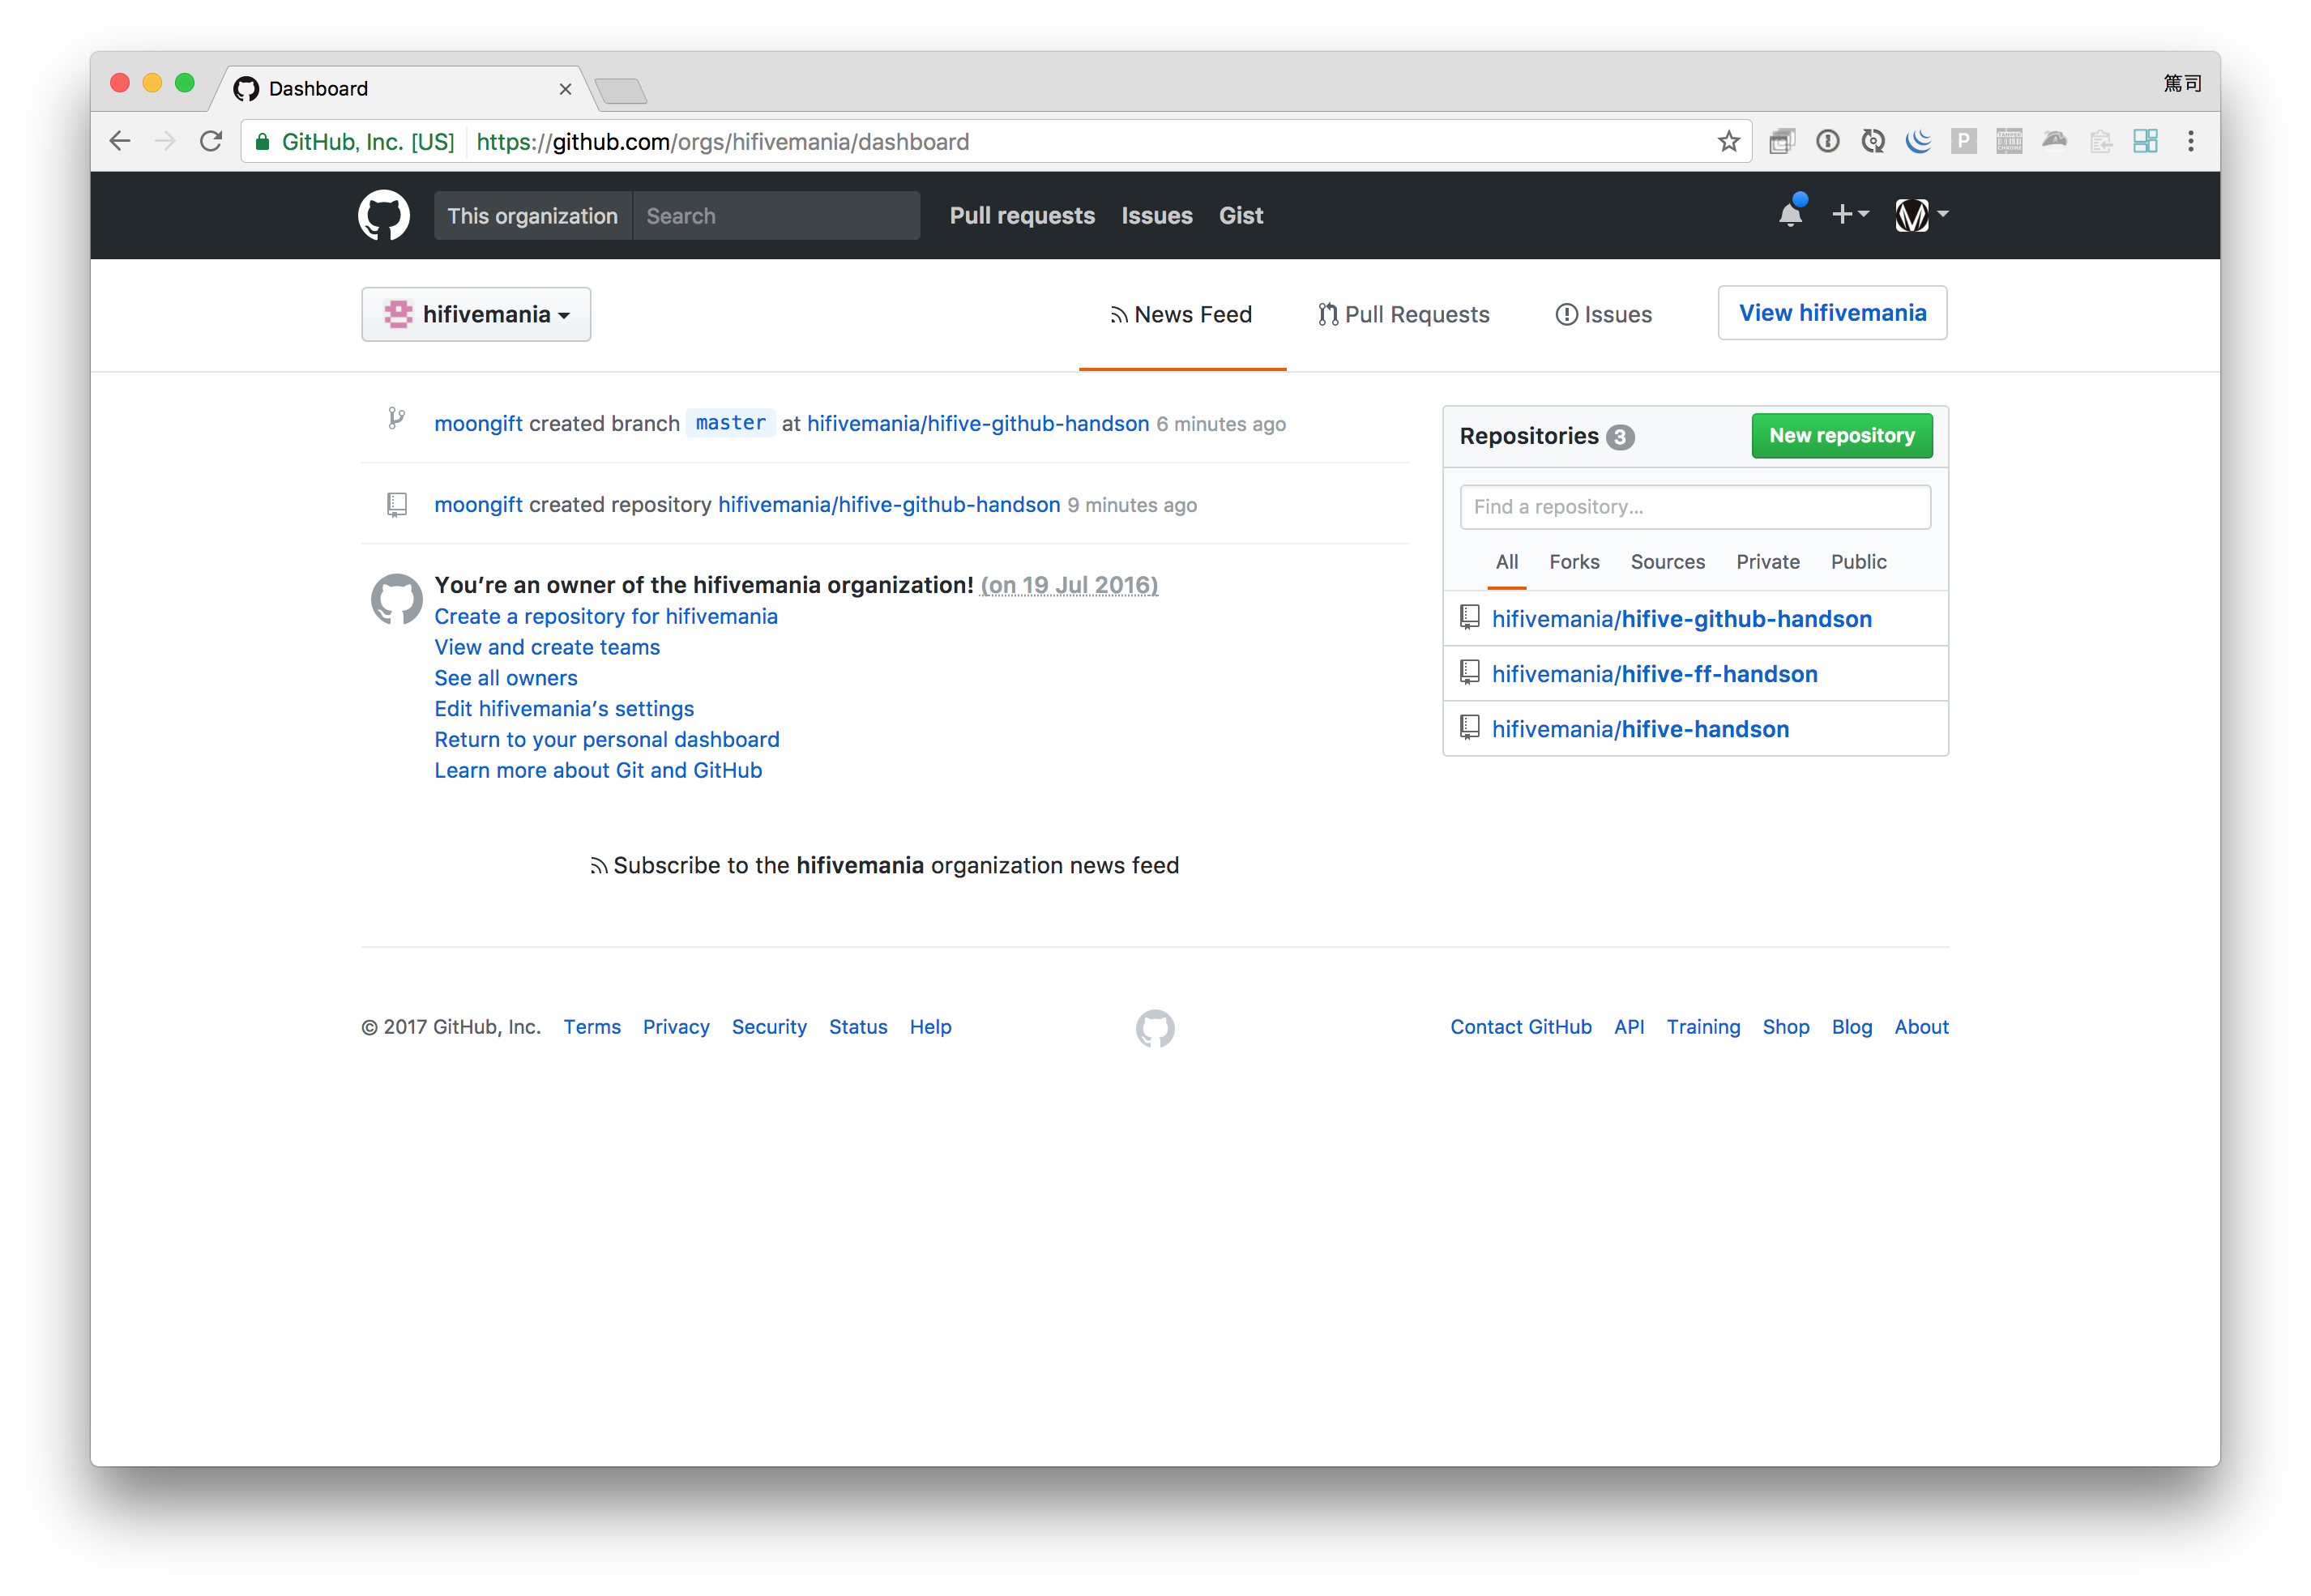 Dashboard
篤司
GitHub, Inc. [US] https://github.com/orgs/hifivemania/dashboard
This organization Search Pull requests Issues Gist
hifivemania News Feed Pull Requests Issues View hifivemania
moongift created branch master at hifivemania/hifive-github-handson 6 minutes ago
moongift created repository hifivemania/hifive-github-handson 9 minutes ago
You’re an owner of the hifivemania organization! (on 19 Jul 2016)
Create a repository for hifivemania
View and create teams
See all owners
Edit hifivemania’s settings
Return to your personal dashboard
Learn more about Git and GitHub
Subscribe to the hifivemania organization news feed
Repositories 3 New repository
Find a repository...
All Forks Sources Private Public
hifivemania/hifive-github-handson
hifivemania/hifive-ff-handson
hifivemania/hifive-handson
© 2017 GitHub, Inc. Terms Privacy Security Status Help
Contact GitHub API Training Shop Blog About